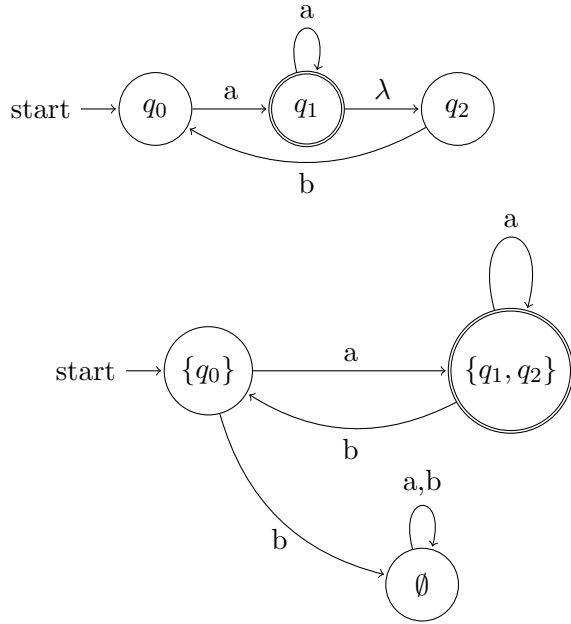 a
start q₀ a q₁ λ q₂
b
a
start {q₀} a {q₁, q₂}
b
a,b
b
∅